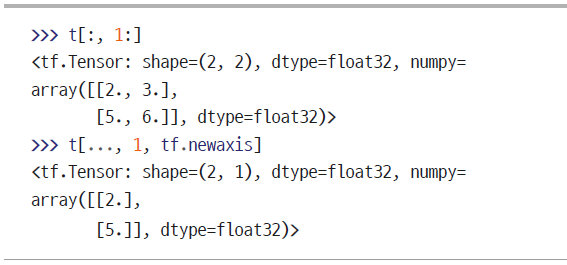 >>> t[:, 1:]
<tf.Tensor: shape=(2, 2), dtype=float32, numpy=
array([[2., 3.],
       [5., 6.]], dtype=float32)>
>>> t[..., 1, tf.newaxis]
<tf.Tensor: shape=(2, 1), dtype=float32, numpy=
array([[2.],
       [5.]], dtype=float32)>